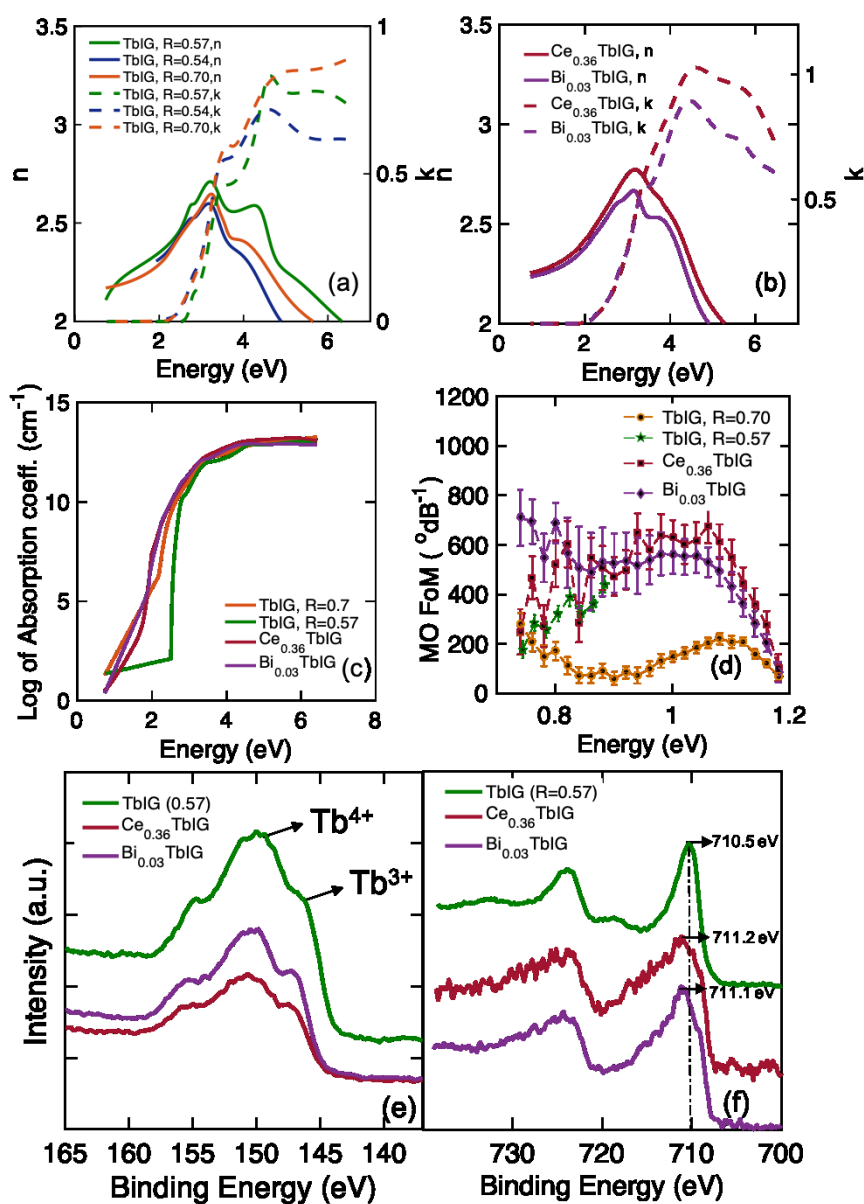 3.5
3
2.5
2
n
1
0.5
0
k
TbIG, R=0.57,n
TbIG, R=0.54,n
TbIG, R=0.70,n
TbIG, R=0.57,k
TbIG, R=0.54,k
TbIG, R=0.70,k
(a)
0 2 4 6
Energy (eV)
3.5
3
2.5
2
n
1
0.5
0
k
Ce0.36TbIG, n
Bi0.03TbIG, n
Ce0.36TbIG, k
Bi0.03TbIG, k
(b)
0 2 4 6
Energy (eV)
15
10
5
0
Log of Absorption coeff. (cm-1)
TbIG, R=0.7
TbIG, R=0.57
Ce0.36TbIG
Bi0.03TbIG
(c)
0 2 4 6 8
Energy (eV)
1200
1000
800
600
400
200
0
MO FoM ( °dB-1)
TbIG, R=0.70
TbIG, R=0.57
Ce0.36TbIG
Bi0.03TbIG
(d)
0.8 1 1.2
Energy (eV)
Intensity (a.u.)
TbIG (0.57)
Ce0.36TbIG
Bi0.03TbIG
Tb4+
Tb3+
(e)
165 160 155 150 145 140
Binding Energy (eV)
TbIG (R=0.57)
Ce0.36TbIG
Bi0.03TbIG
710.5 eV
711.2 eV
711.1 eV
(f)
730 720 710 700
Binding Energy (eV)